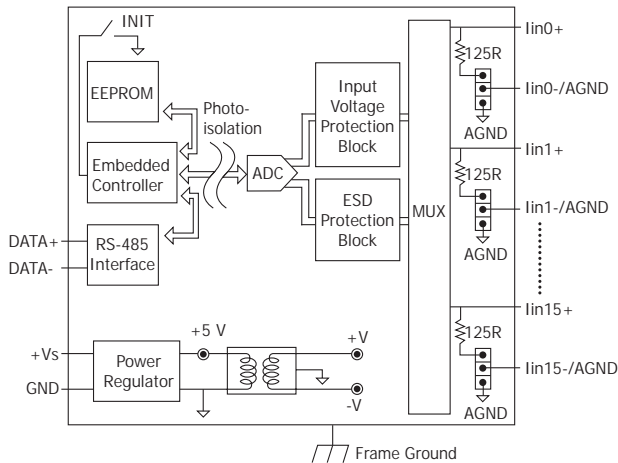 INIT
EEPROM
Photo-
isolation
Embedded
Controller
DATA+
DATA-
RS-485
Interface
ADC
Input
Voltage
Protection
Block
ESD
Protection
Block
MUX
Iin0+
125R
Iin0-/AGND
AGND
Iin1+
125R
Iin1-/AGND
AGND
Iin15+
125R
Iin15-/AGND
AGND
+Vs
GND
Power
Regulator
+5 V
+V
-V
Frame Ground